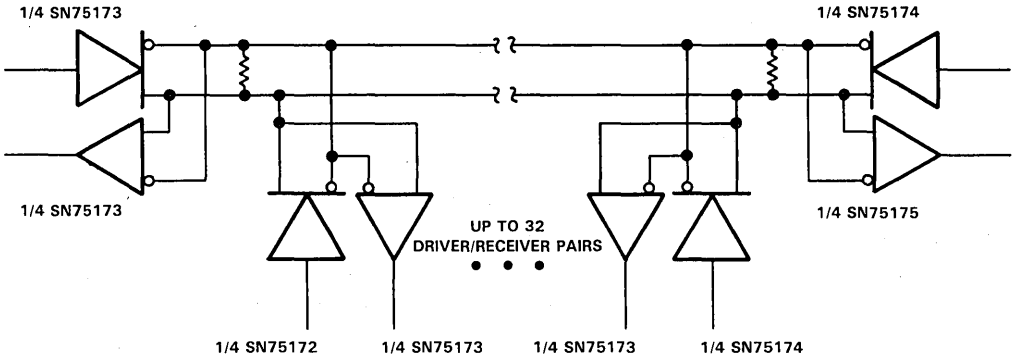 1/4 SN75173
1/4 SN75174
1/4 SN75173
1/4 SN75175
UP TO 32
DRIVER/RECEIVER PAIRS
• • •
1/4 SN75172
1/4 SN75173
1/4 SN75173
1/4 SN75174